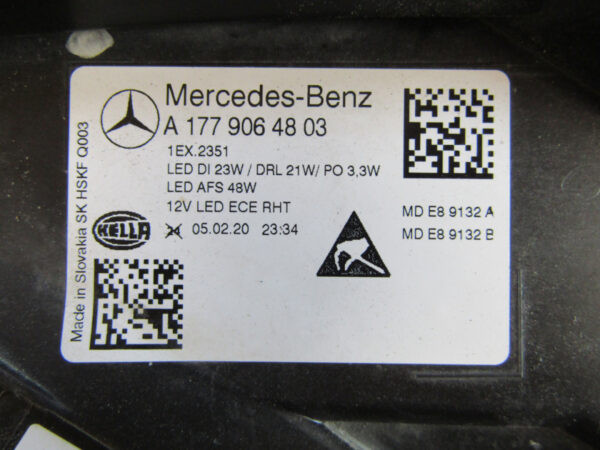 Mercedes-Benz
A 177 906 48 03
1EX.2351
LED DI 23W / DRL 21W/ PO 3,3W
LED AFS 48W
12V LED ECE RHT
05.02.20 23:34
HELLA
MD E8 9132 A
MD E8 9132 B
Made in Slovakia SK HSKF Q003